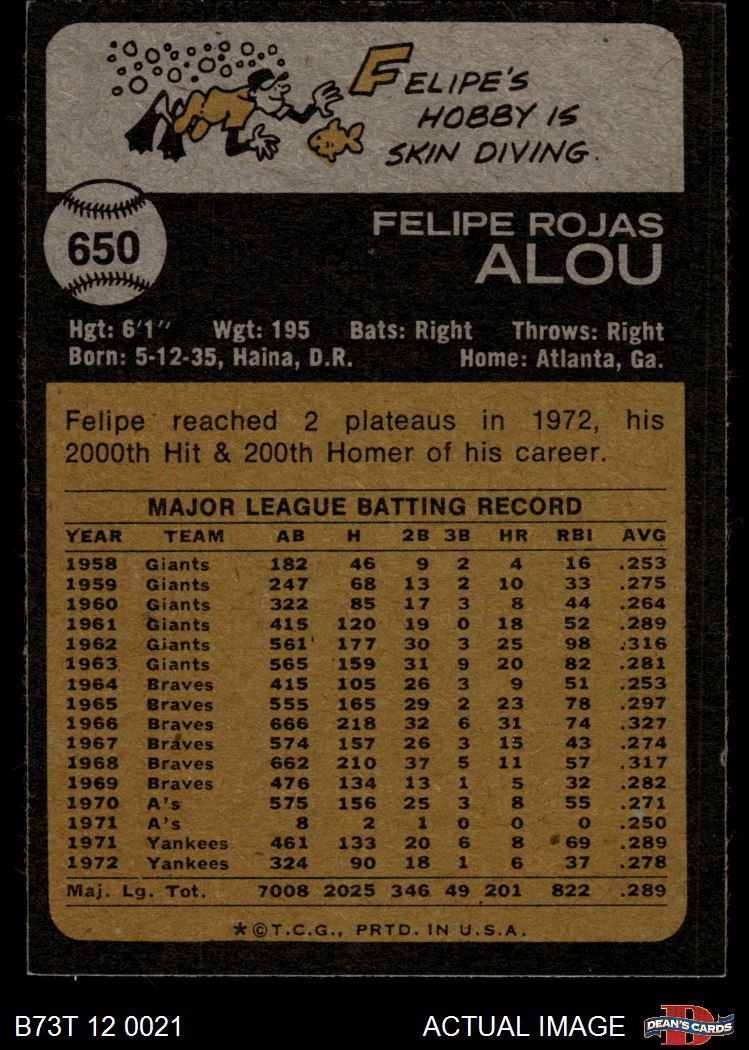 FELIPE'S
HOBBY IS
SKIN DIVING.
650
FELIPE ROJAS
ALOU
Hgt: 6'1" Wgt: 195 Bats: Right Throws: Right
Born: 5-12-35, Haina, D.R. Home: Atlanta, Ga.
Felipe reached 2 plateaus in 1972, his
2000th Hit & 200th Homer of his career.
MAJOR LEAGUE BATTING RECORD
YEAR TEAM AB H 2B 3B HR RBI AVG
1958 Giants 182 46 9 2 4 16 .253
1959 Giants 247 68 13 2 10 33 .275
1960 Giants 322 85 17 3 8 44 .264
1961 Giants 415 120 19 0 18 52 .289
1962 Giants 561 177 30 3 25 98 .316
1963 Giants 565 159 31 9 20 82 .281
1964 Braves 415 105 26 3 9 51 .253
1965 Braves 555 165 29 2 23 78 .297
1966 Braves 666 218 32 6 31 74 .327
1967 Braves 574 157 26 3 15 43 .274
1968 Braves 662 210 37 5 11 57 .317
1969 Braves 476 134 13 1 5 32 .282
1970 A's 575 156 25 3 8 55 .271
1971 A's 8 2 1 0 0 0 .250
1971 Yankees 461 133 20 6 8 69 .289
1972 Yankees 324 90 18 1 6 37 .278
Maj. Lg. Tot. 7008 2025 346 49 201 822 .289
*©T.C.G., PRTD. IN U.S.A.
B73T 12 0021 ACTUAL IMAGE D DEAN'S CARDS